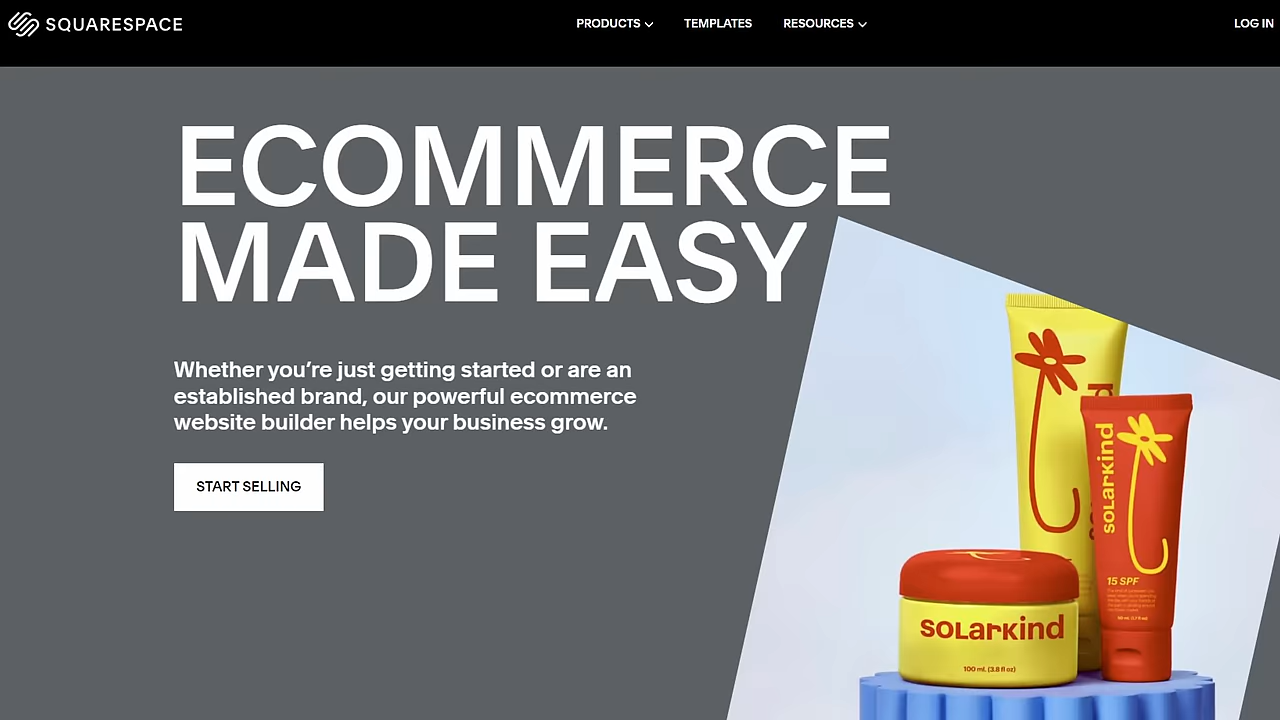 SQUARESPACE
PRODUCTS
TEMPLATES
RESOURCES
LOG IN
ECOMMERCE
MADE EASY
Whether you're just getting started or are an
established brand, our powerful ecommerce
website builder helps your business grow.
START SELLING
solarkind
15 SPF
solarkind
100 ml. (3.8 fl oz)